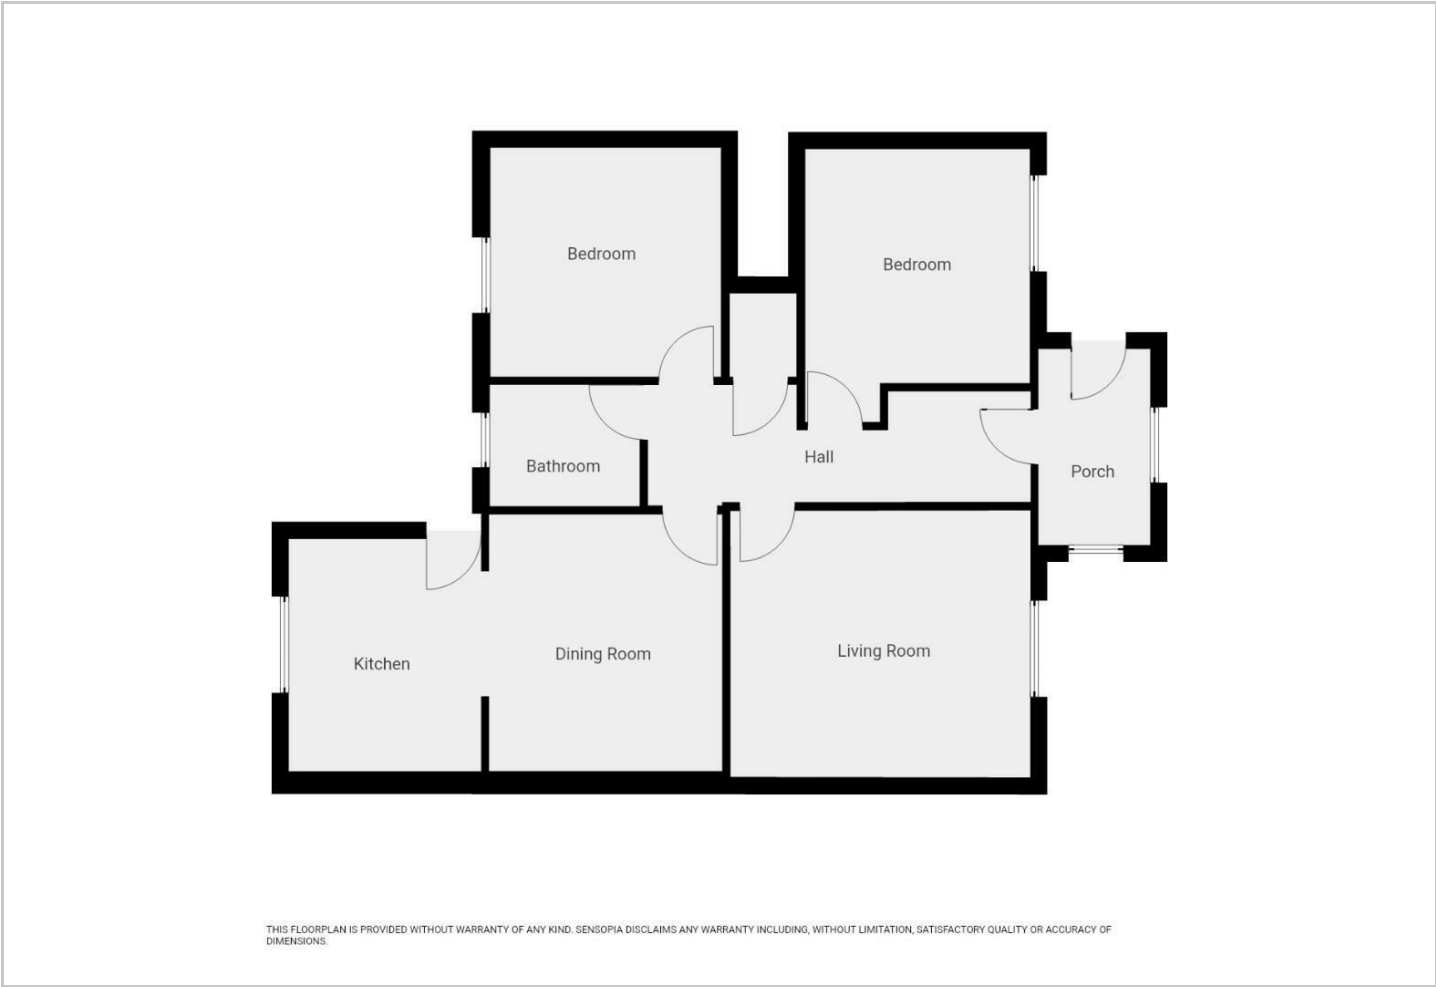 Bedroom
Bedroom
Bathroom
Hall
Porch
Kitchen
Dining Room
Living Room
THIS FLOORPLAN IS PROVIDED WITHOUT WARRANTY OF ANY KIND. SENSOPIA DISCLAIMS ANY WARRANTY INCLUDING, WITHOUT LIMITATION, SATISFACTORY QUALITY OR ACCURACY OF
DIMENSIONS.